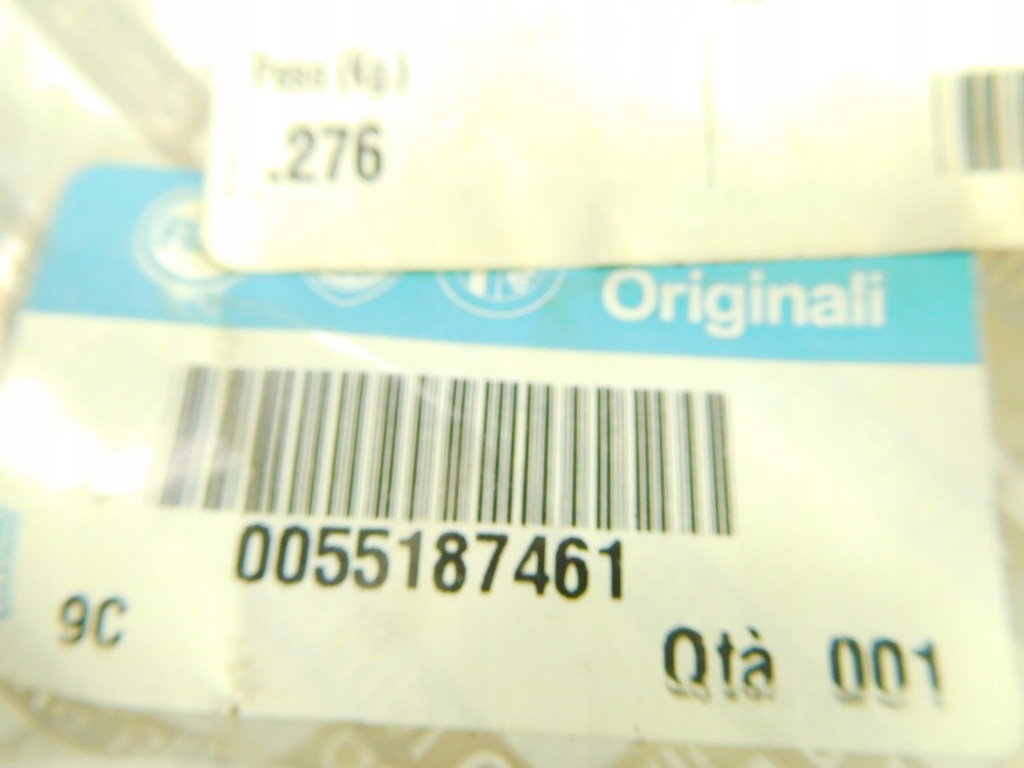 Peso (Kg.)
.276
Originali
0055187461
9C
Qtà 001